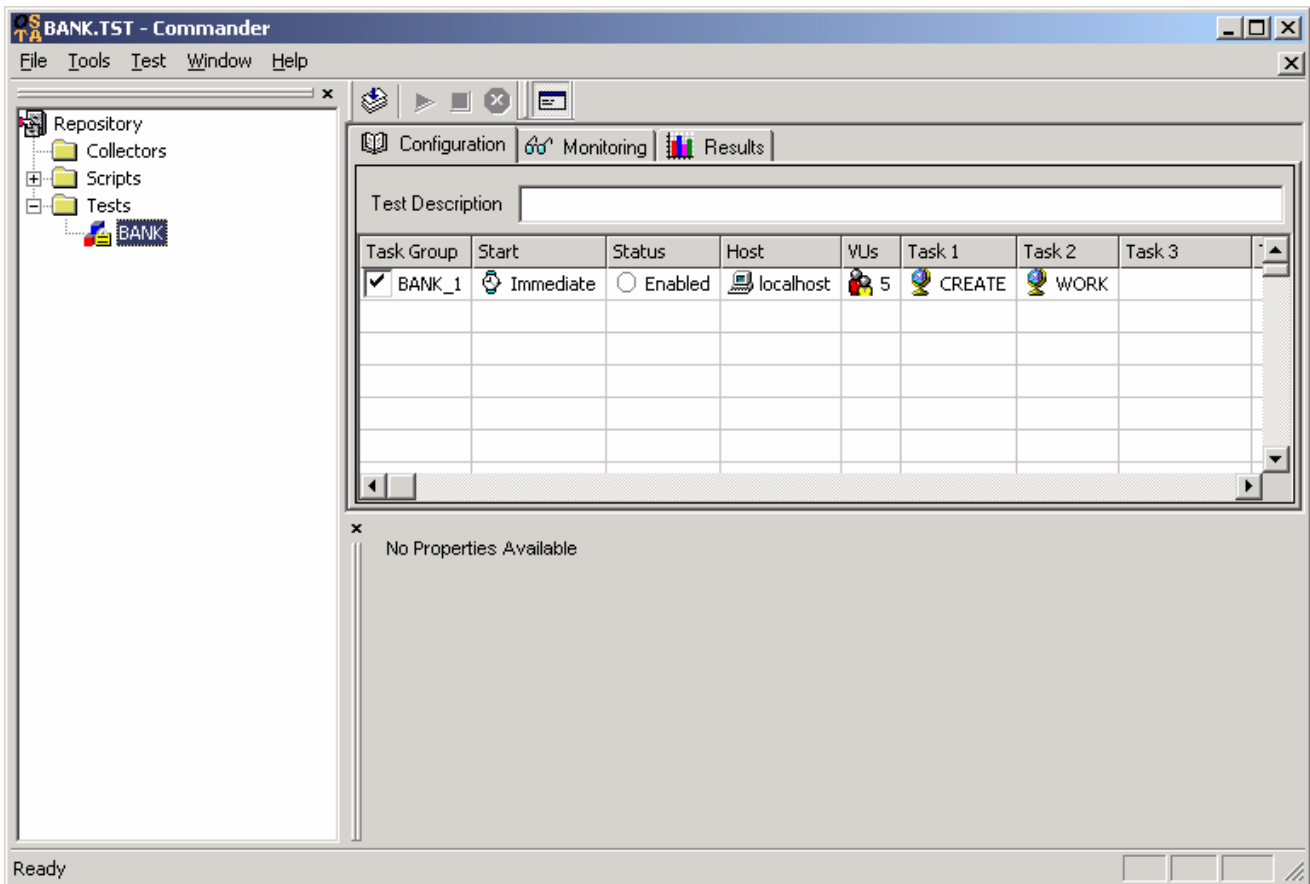 OSTA BANK.TST - Commander
File Tools Test Window Help
Repository
Collectors
Scripts
Tests
BANK
Configuration Monitoring Results
Test Description
Task Group Start Status Host VUs Task 1 Task 2 Task 3
BANK_1 Immediate Enabled localhost 5 CREATE WORK
No Properties Available
Ready